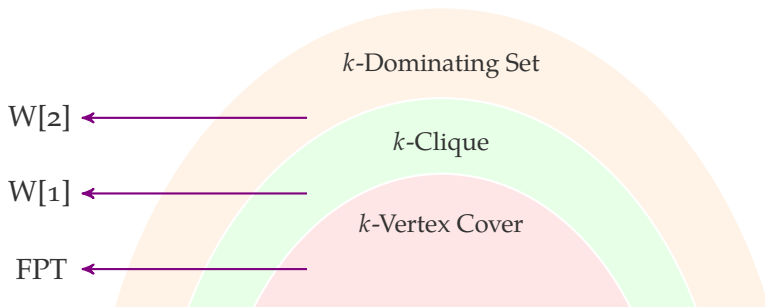 k-Dominating Set
W[2]
k-Clique
W[1]
k-Vertex Cover
FPT